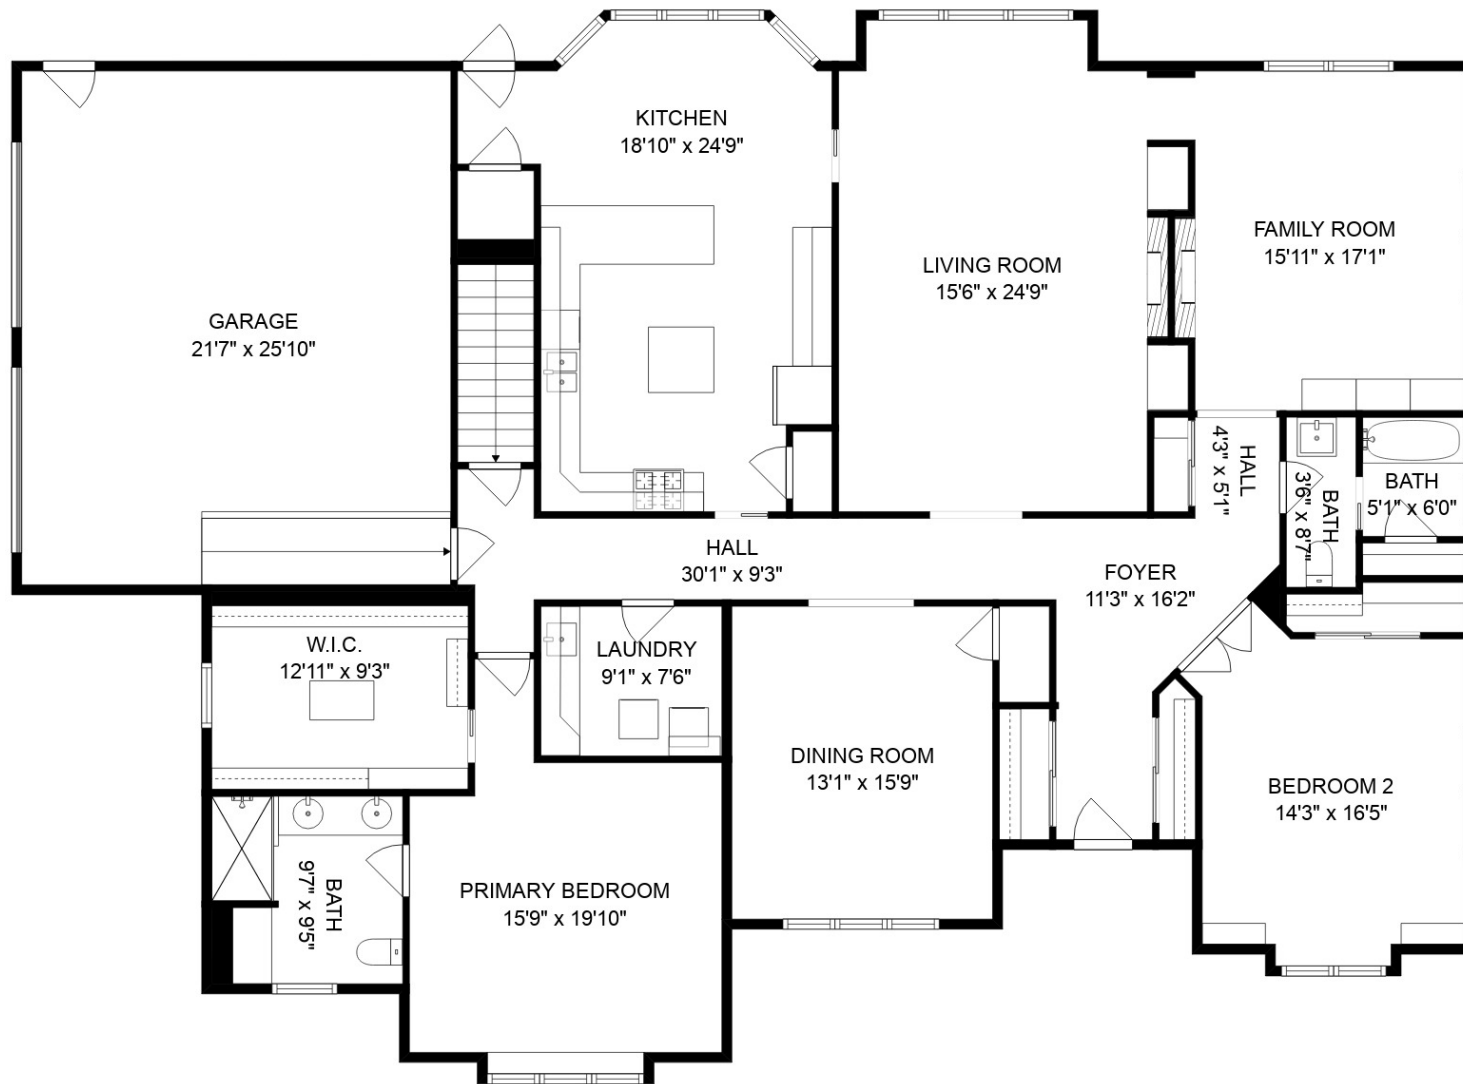 KITCHEN
18'10" x 24'9"
FAMILY ROOM
15'11" x 17'1"
LIVING ROOM
15'6" x 24'9"
GARAGE
21'7" x 25'10"
HALL
4'3" x 5'1"
BATH
3'6" x 8'7"
BATH
5'1" x 6'0"
HALL
30'1" x 9'3"
FOYER
11'3" x 16'2"
W.I.C.
12'11" x 9'3"
LAUNDRY
9'1" x 7'6"
DINING ROOM
13'1" x 15'9"
BEDROOM 2
14'3" x 16'5"
BATH
9'7" x 9'5"
PRIMARY BEDROOM
15'9" x 19'10"